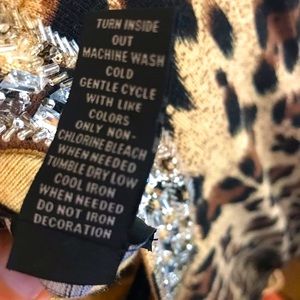 TURN INSIDE
OUT
MACHINE WASH
COLD
GENTLE CYCLE
WITH LIKE
COLORS
ONLY NON-
CHLORINE BLEACH
WHEN NEEDED
TUMBLE DRY LOW
COOL IRON
WHEN NEEDED
DO NOT IRON
DECORATION